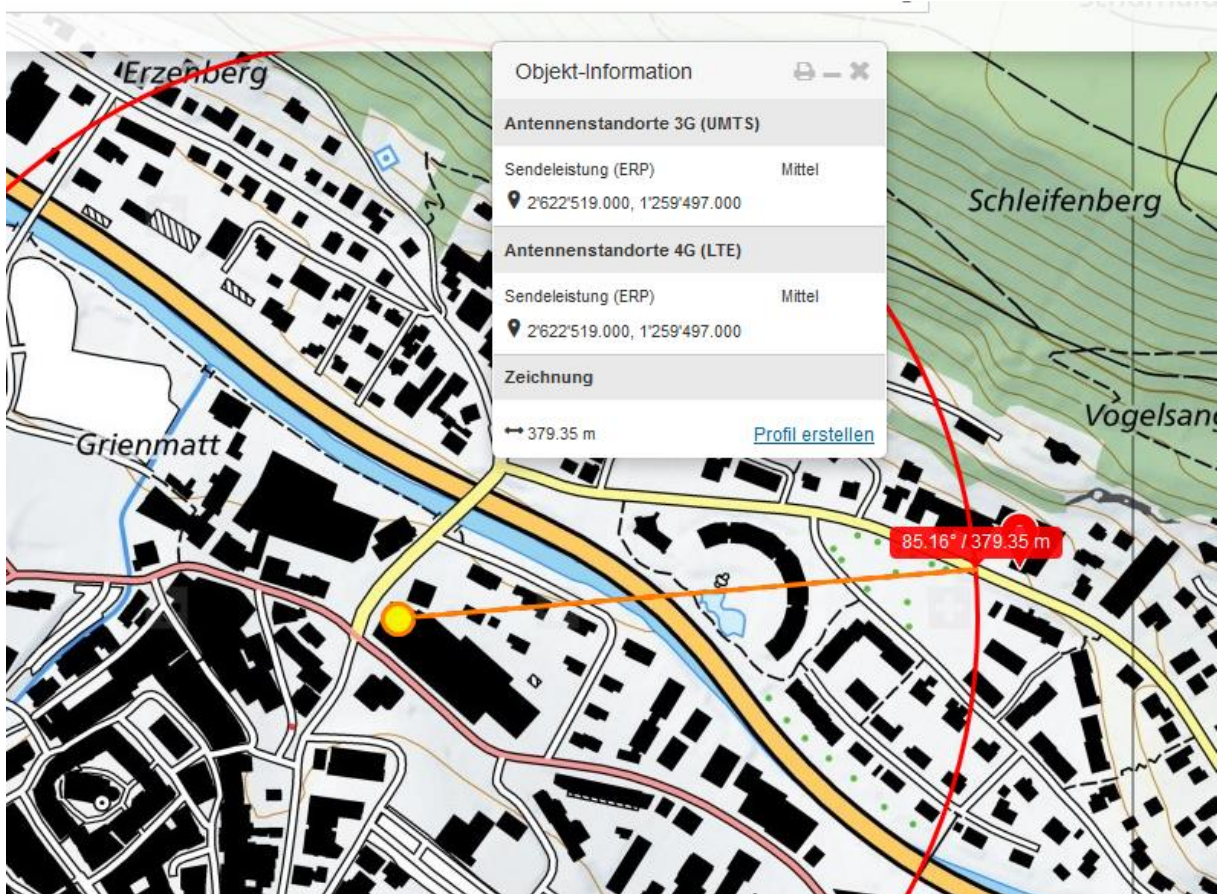 Erzenberg
Objekt-Information
Antennenstandorte 3G (UMTS)
Sendeleistung (ERP) Mittel
2'622'519.000, 1'259'497.000
Antennenstandorte 4G (LTE)
Sendeleistung (ERP) Mittel
2'622'519.000, 1'259'497.000
Zeichnung
379.35 m Profil erstellen
Schleifenberg
Vogelsang
Grienmatt
85.16° / 379.35 m